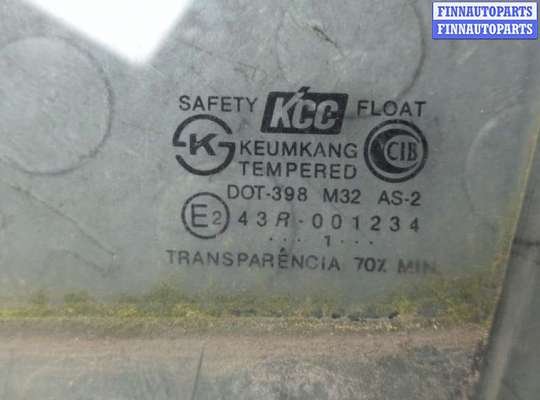 FINNAUTOPARTS
FINNAUTOPARTS
SAFETY KCC FLOAT
K KEUMKANG CIB
TEMPERED
DOT-398 M32 AS-2
E2 43R-001234
... 1 ...
TRANSPARÊNCIA 70% MIN